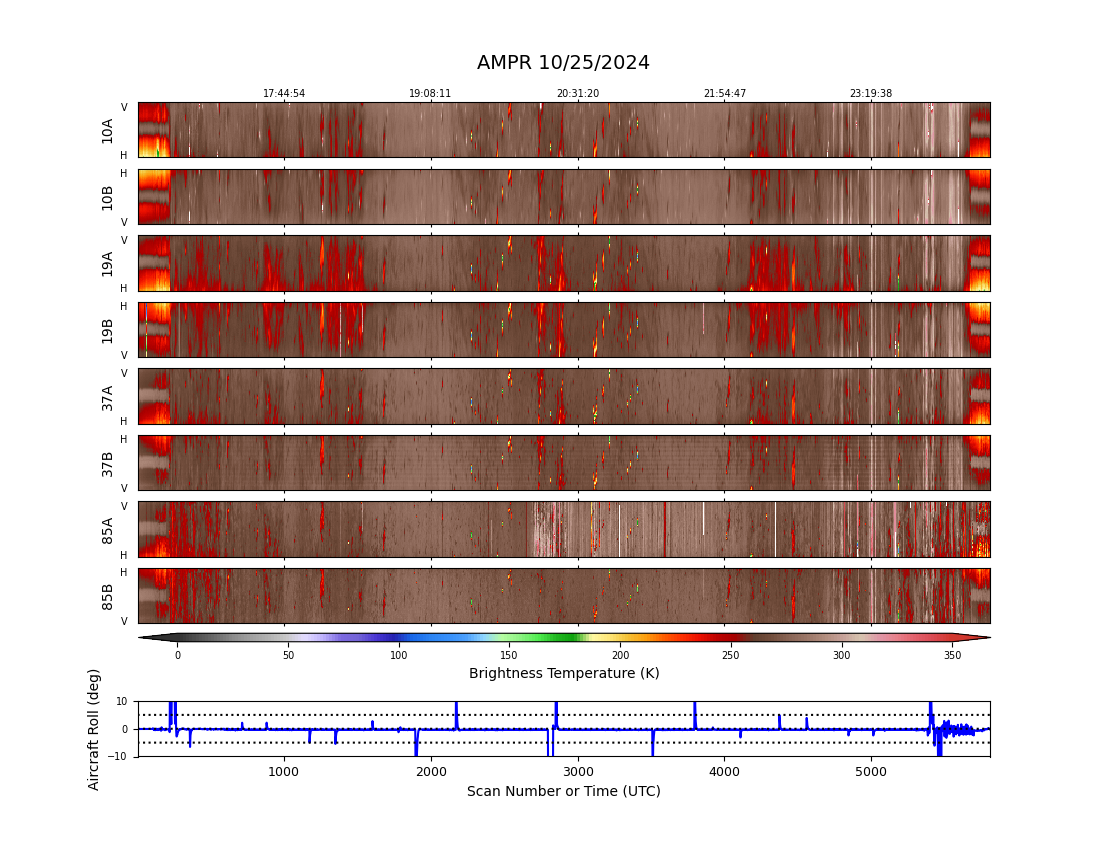 AMPR 10/25/2024
17:44:54 19:08:11 20:31:20 21:54:47 23:19:38
V
10A
H
H
10B
V
V
19A
H
H
19B
V
V
37A
H
H
37B
V
V
85A
H
H
85B
V
0 50 100 150 200 250 300 350
Brightness Temperature (K)
Aircraft Roll (deg)
10
0
−10
1000 2000 3000 4000 5000
Scan Number or Time (UTC)